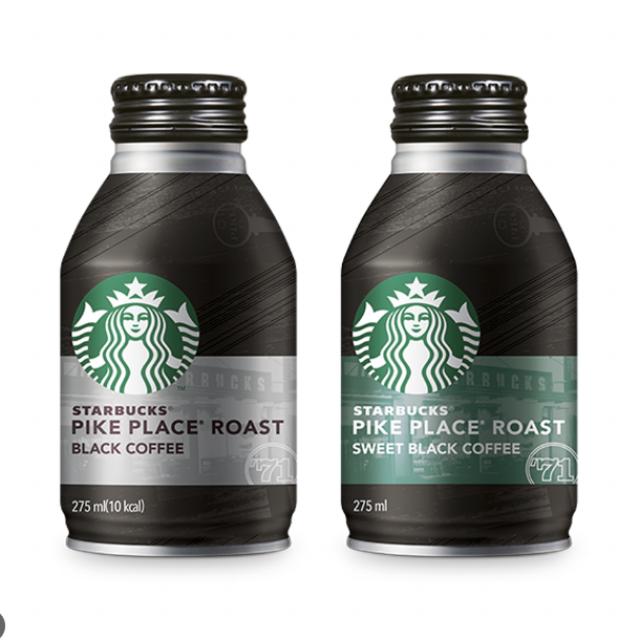 STARBUCKS®
PIKE PLACE® ROAST
BLACK COFFEE
'71
275 ml(10 kcal)
STARBUCKS®
PIKE PLACE® ROAST
SWEET BLACK COFFEE
'71
275 ml